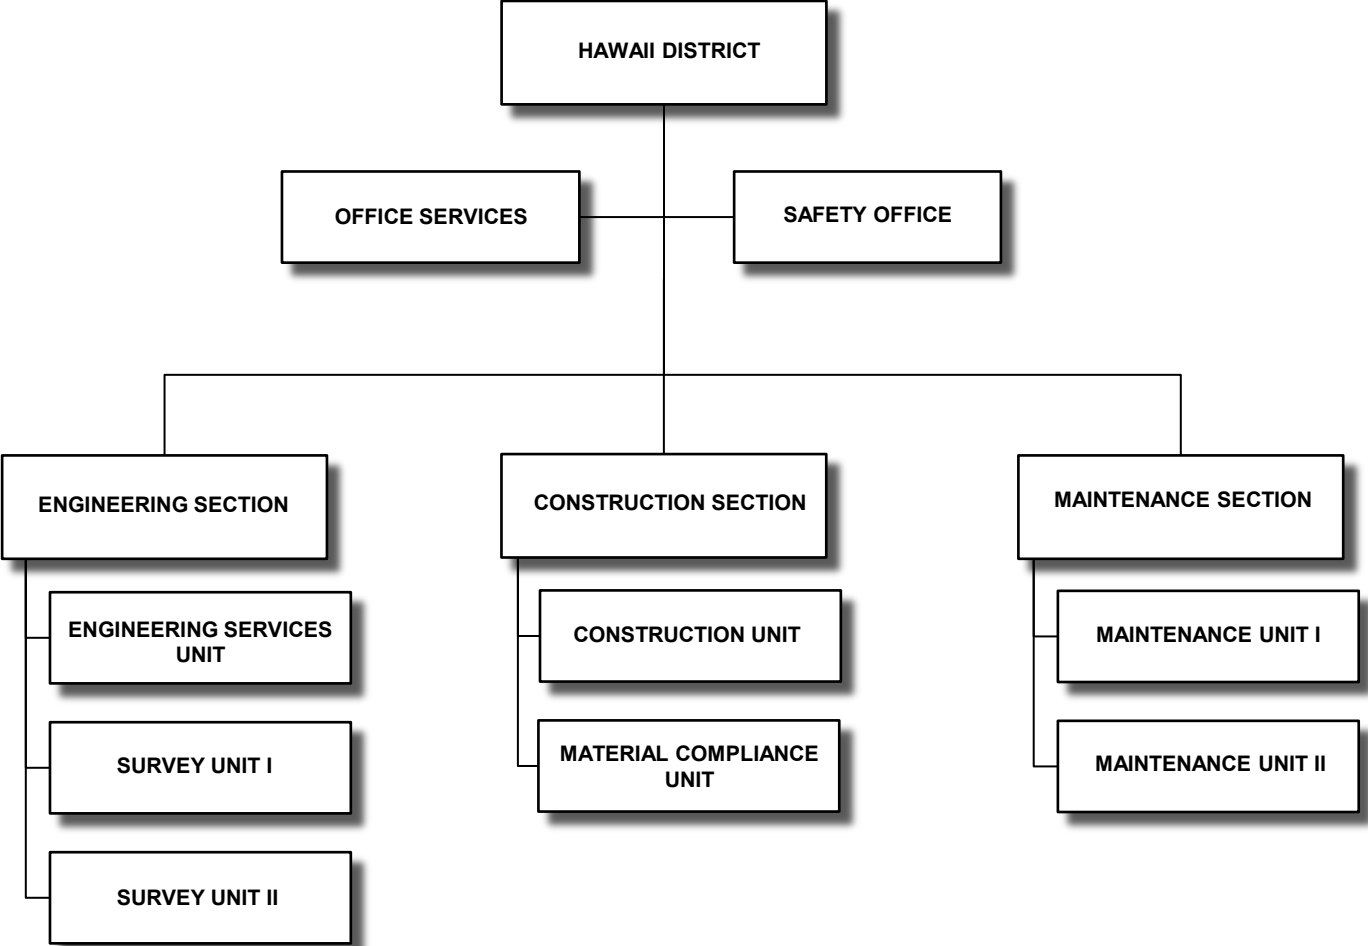 HAWAII DISTRICT
OFFICE SERVICES
SAFETY OFFICE
ENGINEERING SECTION
CONSTRUCTION SECTION
MAINTENANCE SECTION
ENGINEERING SERVICES
UNIT
CONSTRUCTION UNIT
MAINTENANCE UNIT I
SURVEY UNIT I
MATERIAL COMPLIANCE
UNIT
MAINTENANCE UNIT II
SURVEY UNIT II